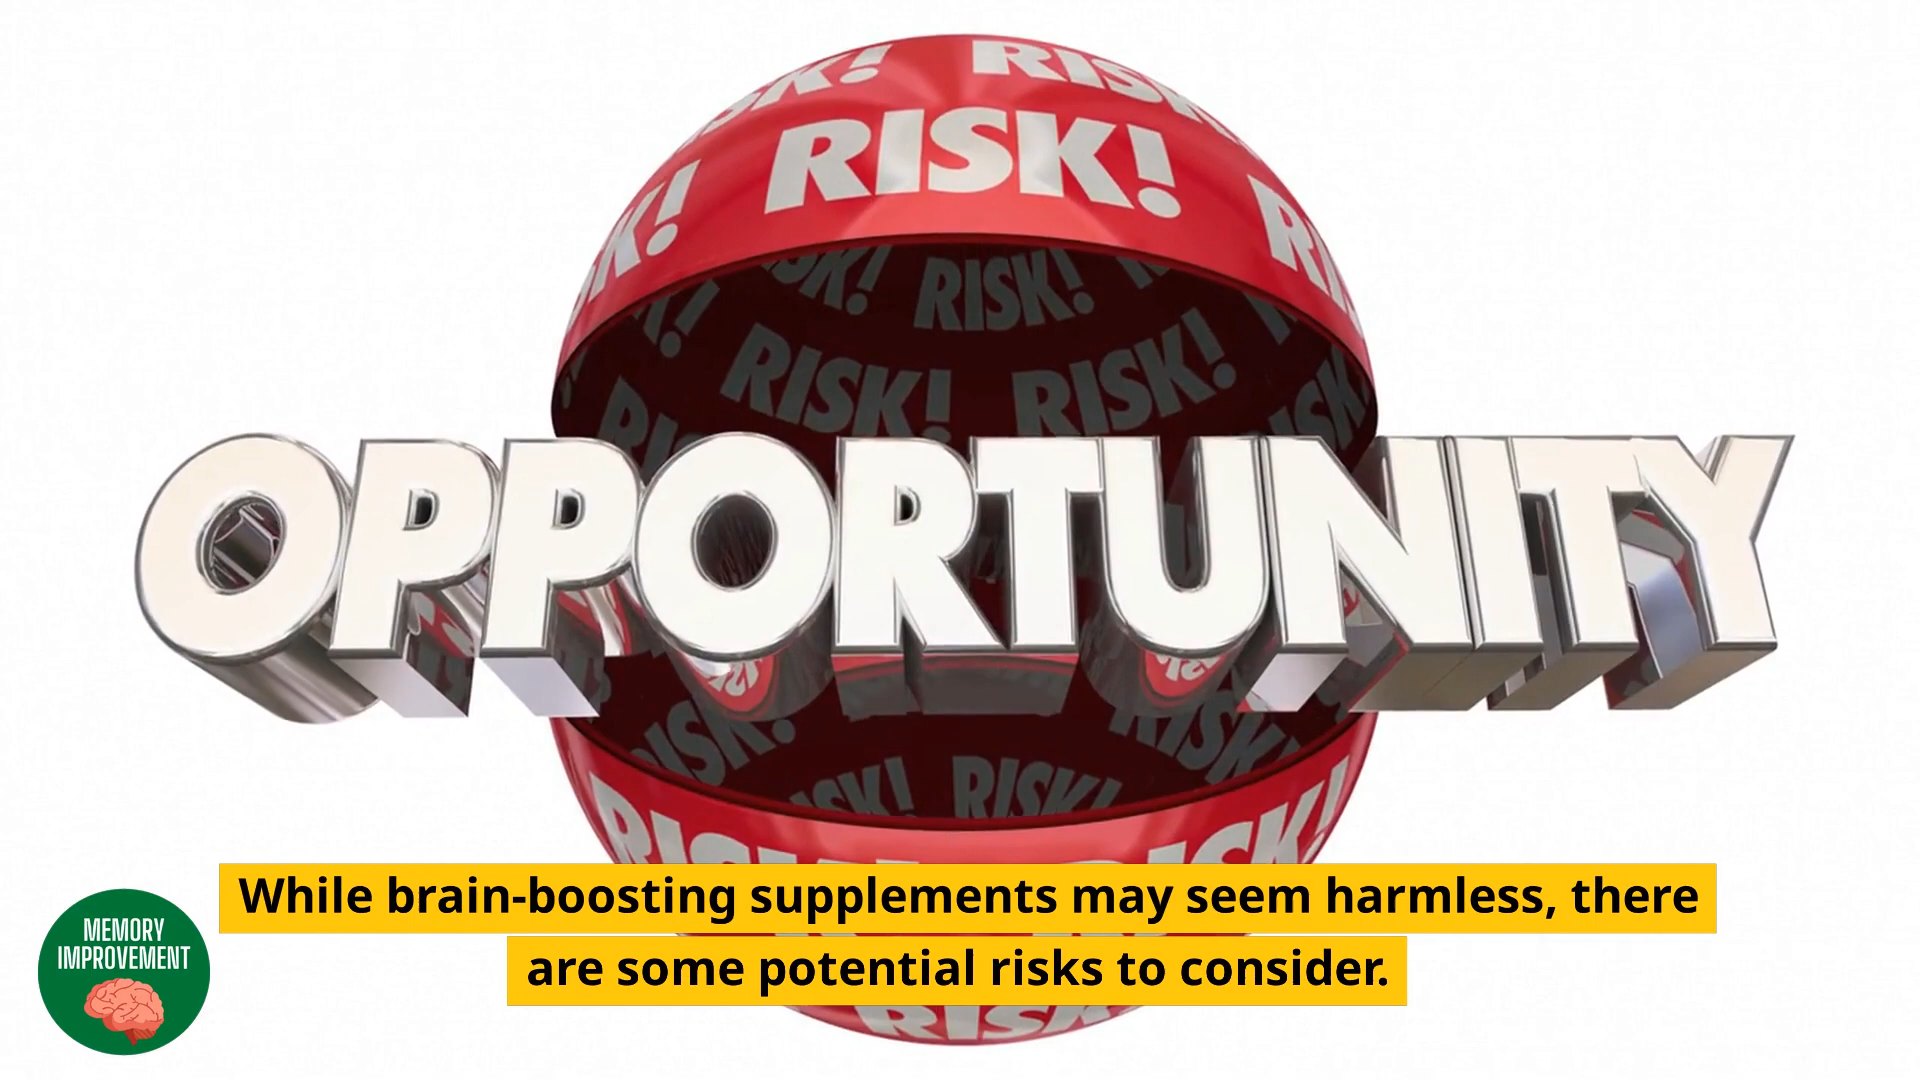 RISK!
RISK!
RISK!
RISK!
RISK!
OPPORTUNITY
RISK!
RISK!
While brain-boosting supplements may seem harmless, there
are some potential risks to consider.
MEMORY
IMPROVEMENT